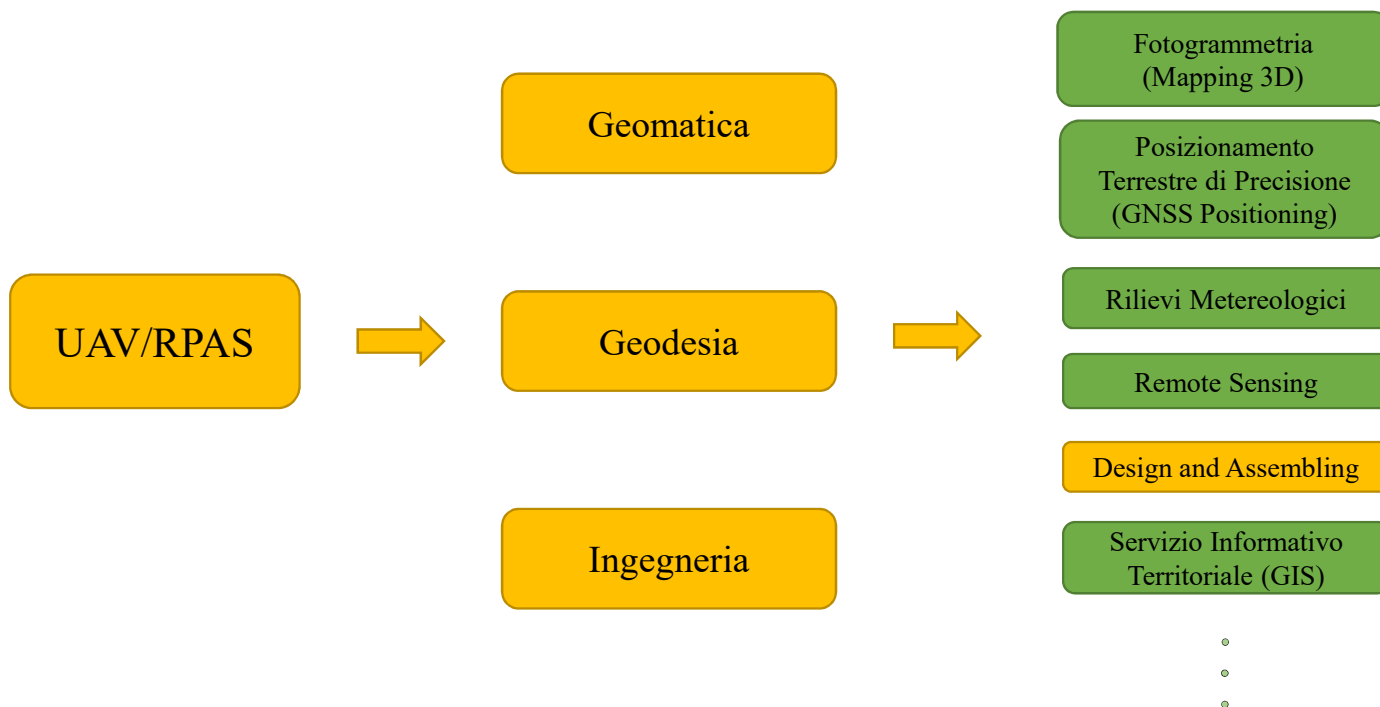 UAV/RPAS
Geomatica
Geodesia
Ingegneria
Fotogrammetria
(Mapping 3D)
Posizionamento
Terrestre di Precisione
(GNSS Positioning)
Rilievi Metereologici
Remote Sensing
Design and Assembling
Servizio Informativo
Territoriale (GIS)